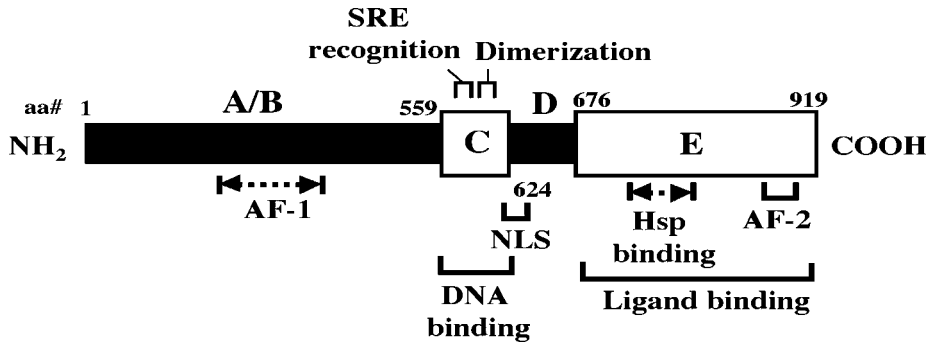 SRE
recognition Dimerization
aa# 1 A/B 559 C D 676 E 919
NH₂ COOH
AF-1 624 Hsp binding AF-2
NLS
DNA
binding
Ligand binding